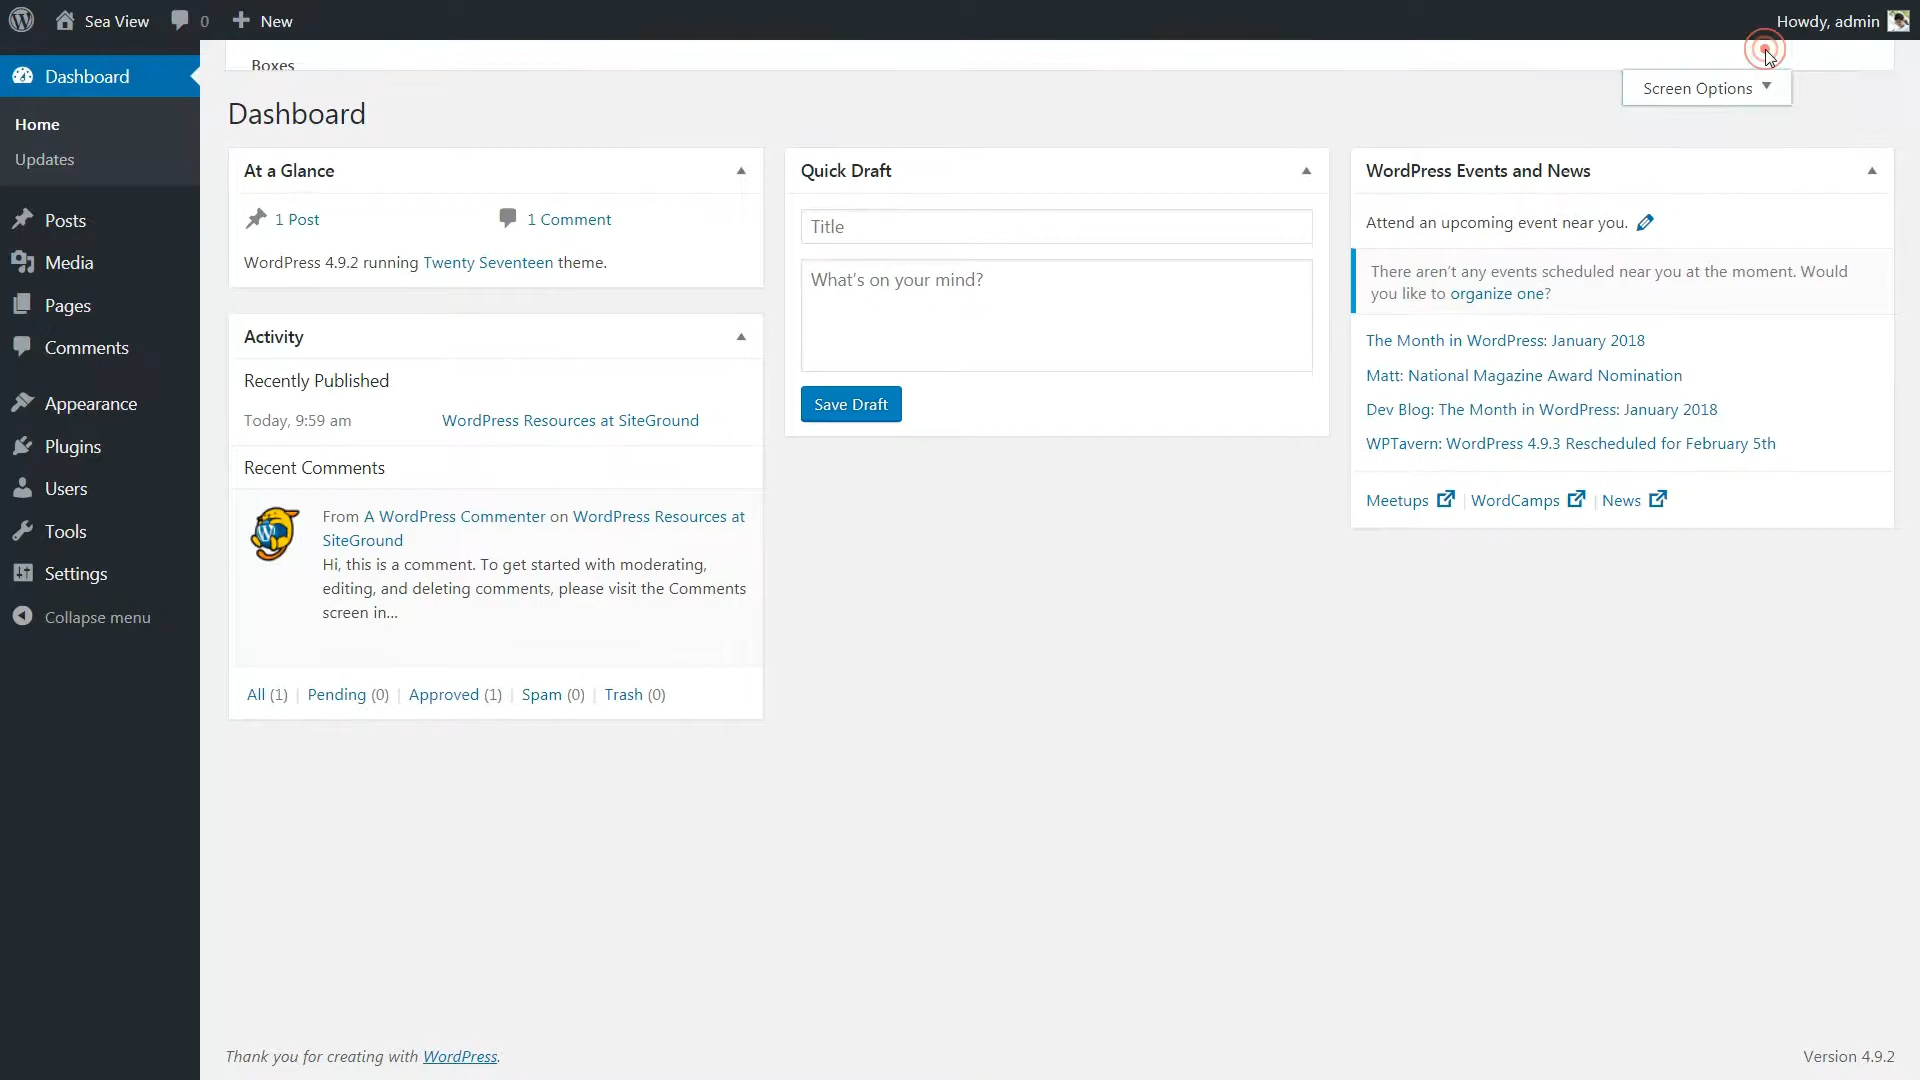 Sea View
0
New
Howdy, admin
Boxes
Screen Options
Dashboard
Home
Updates
Posts
Media
Pages
Comments
Appearance
Plugins
Users
Tools
Settings
Collapse menu
Dashboard
At a Glance
1 Post
1 Comment
WordPress 4.9.2 running Twenty Seventeen theme.
Activity
Recently Published
Today, 9:59 am
WordPress Resources at SiteGround
Recent Comments
From A WordPress Commenter on WordPress Resources at
SiteGround
Hi, this is a comment. To get started with moderating,
editing, and deleting comments, please visit the Comments
screen in…
All (1) | Pending (0) | Approved (1) | Spam (0) | Trash (0)
Quick Draft
Title
What's on your mind?
Save Draft
WordPress Events and News
Attend an upcoming event near you.
There aren't any events scheduled near you at the moment. Would
you like to organize one?
The Month in WordPress: January 2018
Matt: National Magazine Award Nomination
Dev Blog: The Month in WordPress: January 2018
WPTavern: WordPress 4.9.3 Rescheduled for February 5th
Meetups | WordCamps | News
Thank you for creating with WordPress.
Version 4.9.2